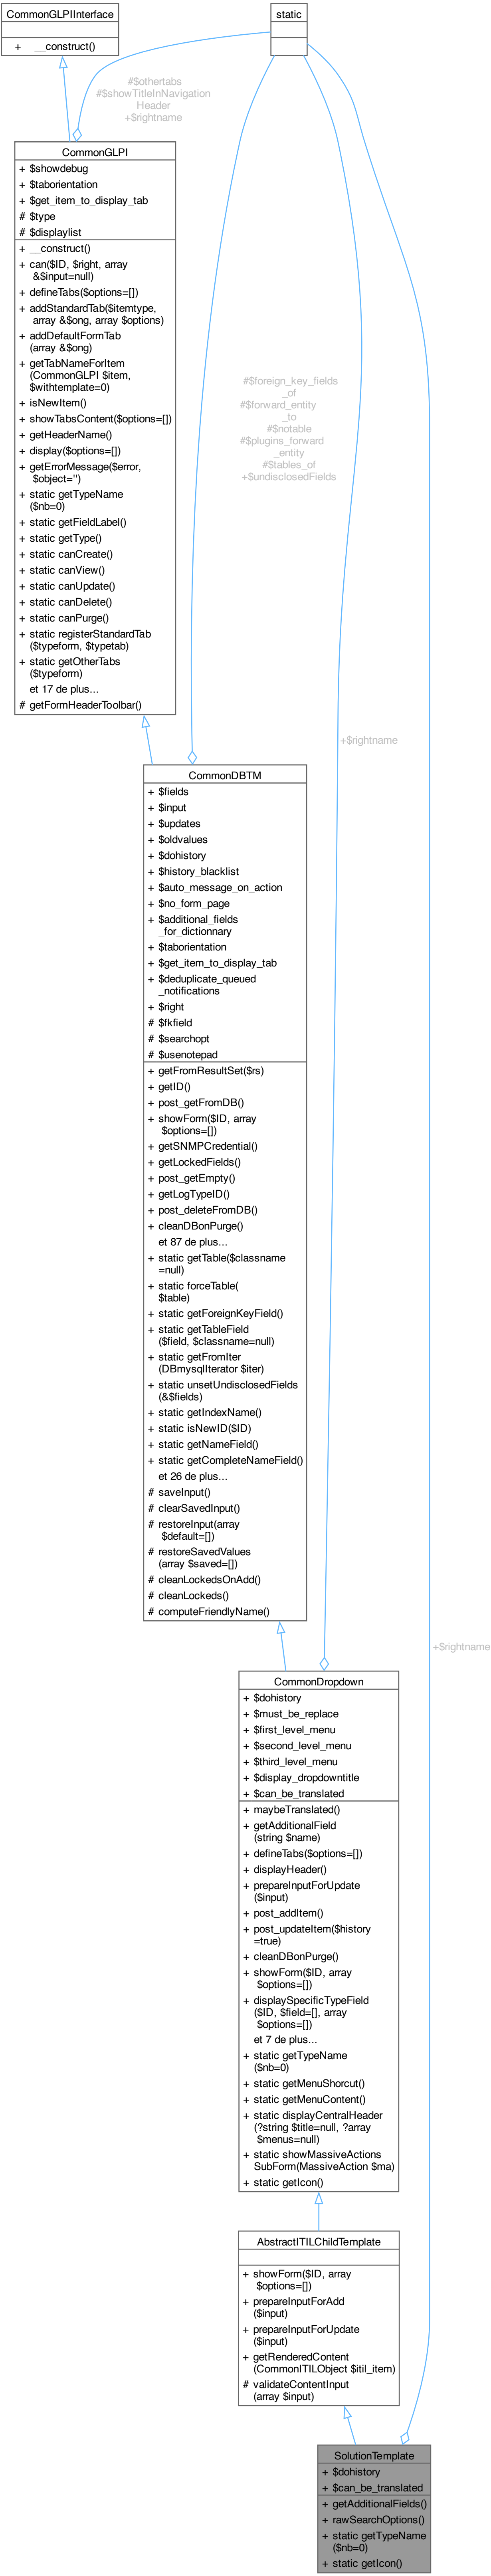 CommonGLPIInterface
+ __construct()
static
#$othertabs
#$showTitleInNavigation
Header
+$rightname
CommonGLPI
+ $showdebug
+ $taborientation
+ $get_item_to_display_tab
# $type
# $displaylist
+ __construct()
+ can($ID, $right, array
&$input=null)
+ defineTabs($options=[])
+ addStandardTab($itemtype,
array &$ong, array $options)
+ addDefaultFormTab
(array &$ong)
+ getTabNameForItem
(CommonGLPI $item,
$withtemplate=0)
+ isNewItem()
+ showTabsContent($options=[])
+ getHeaderName()
+ display($options=[])
+ getErrorMessage($error,
$object='')
+ static getTypeName
($nb=0)
+ static getFieldLabel()
+ static getType()
+ static canCreate()
+ static canView()
+ static canUpdate()
+ static canDelete()
+ static canPurge()
+ static registerStandardTab
($typeform, $typetab)
+ static getOtherTabs
($typeform)
et 17 de plus...
# getFormHeaderToolbar()
#$foreign_key_fields
_of
#$forward_entity
_to
#$notable
#$plugins_forward
_entity
#$tables_of
+$undisclosedFields
+$rightname
CommonDBTM
+ $fields
+ $input
+ $updates
+ $oldvalues
+ $dohistory
+ $history_blacklist
+ $auto_message_on_action
+ $no_form_page
+ $additional_fields
_for_dictionnary
+ $taborientation
+ $get_item_to_display_tab
+ $deduplicate_queued
_notifications
+ $right
# $fkfield
# $searchopt
# $usenotepad
+ getFromResultSet($rs)
+ getID()
+ post_getFromDB()
+ showForm($ID, array
$options=[])
+ getSNMPCredential()
+ getLockedFields()
+ post_getEmpty()
+ getLogTypeID()
+ post_deleteFromDB()
+ cleanDBonPurge()
et 87 de plus...
+ static getTable($classname
=null)
+ static forceTable(
$table)
+ static getForeignKeyField()
+ static getTableField
($field, $classname=null)
+ static getFromIter
(DBmysqlIterator $iter)
+ static unsetUndisclosedFields
(&$fields)
+ static getIndexName()
+ static isNewID($ID)
+ static getNameField()
+ static getCompleteNameField()
et 26 de plus...
# saveInput()
# clearSavedInput()
# restoreInput(array
$default=[])
# restoreSavedValues
(array $saved=[])
# cleanLockedsOnAdd()
# cleanLockeds()
# computeFriendlyName()
+$rightname
CommonDropdown
+ $dohistory
+ $must_be_replace
+ $first_level_menu
+ $second_level_menu
+ $third_level_menu
+ $display_dropdowntitle
+ $can_be_translated
+ maybeTranslated()
+ getAdditionalField
(string $name)
+ defineTabs($options=[])
+ displayHeader()
+ prepareInputForUpdate
($input)
+ post_addItem()
+ post_updateItem($history
=true)
+ cleanDBonPurge()
+ showForm($ID, array
$options=[])
+ displaySpecificTypeField
($ID, $field=[], array
$options=[])
et 7 de plus...
+ static getTypeName
($nb=0)
+ static getMenuShorcut()
+ static getMenuContent()
+ static displayCentralHeader
(?string $title=null, ?array
$menus=null)
+ static showMassiveActions
SubForm(MassiveAction $ma)
+ static getIcon()
AbstractITILChildTemplate
+ showForm($ID, array
$options=[])
+ prepareInputForAdd
($input)
+ prepareInputForUpdate
($input)
+ getRenderedContent
(CommonITILObject $itil_item)
# validateContentInput
(array $input)
SolutionTemplate
+ $dohistory
+ $can_be_translated
+ getAdditionalFields()
+ rawSearchOptions()
+ static getTypeName
($nb=0)
+ static getIcon()